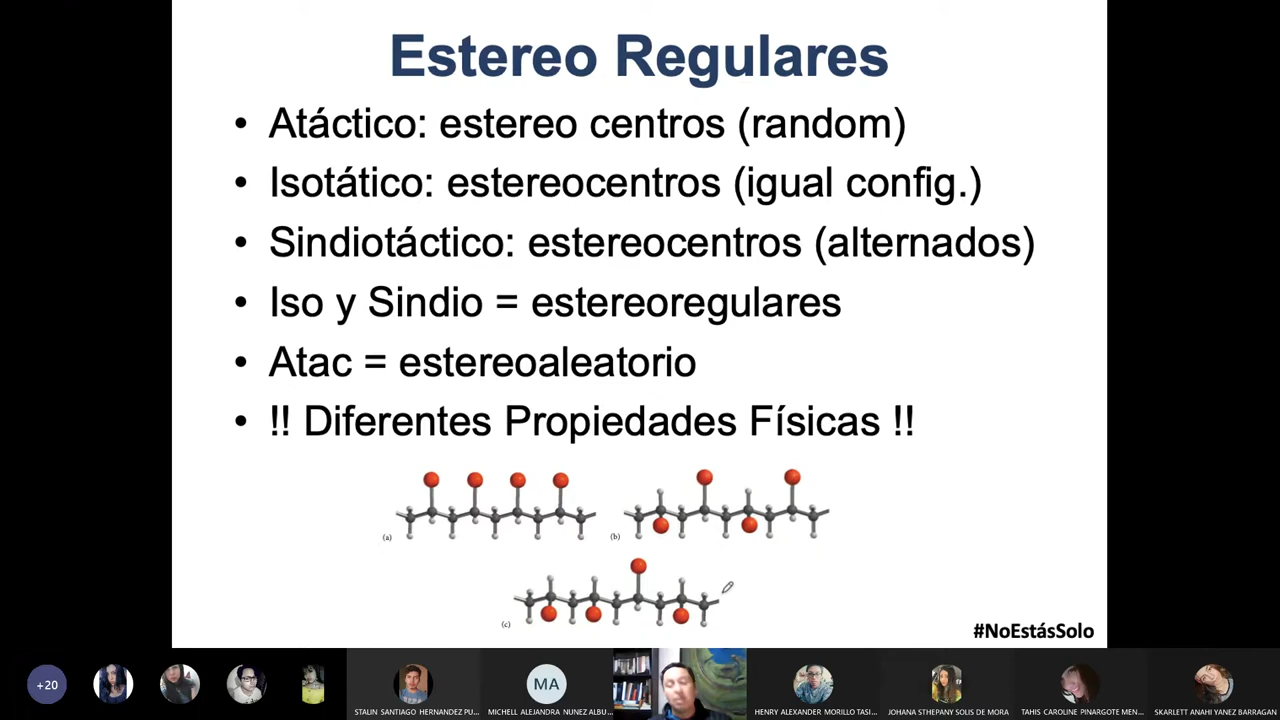 Estereo Regulares
• Atáctico: estereo centros (random)
• Isotático: estereocentros (igual config.)
• Sindiotáctico: estereocentros (alternados)
• Iso y Sindio = estereoregulares
• Atac = estereoaleatorio
• !! Diferentes Propiedades Físicas !!
(a)
(b)
(c)
#NoEstásSolo
+20
MA
STALIN SANTIAGO HERNANDEZ PU...
MICHELL ALEJANDRA NUNEZ ALBU...
HENRY ALEXANDER MORILLO TASI...
JOHANA STHEPANY SOLIS DE MORA
TAHIS CAROLINE PINARGOTE MEN...
SKARLETT ANAHI YANEZ BARRAGAN